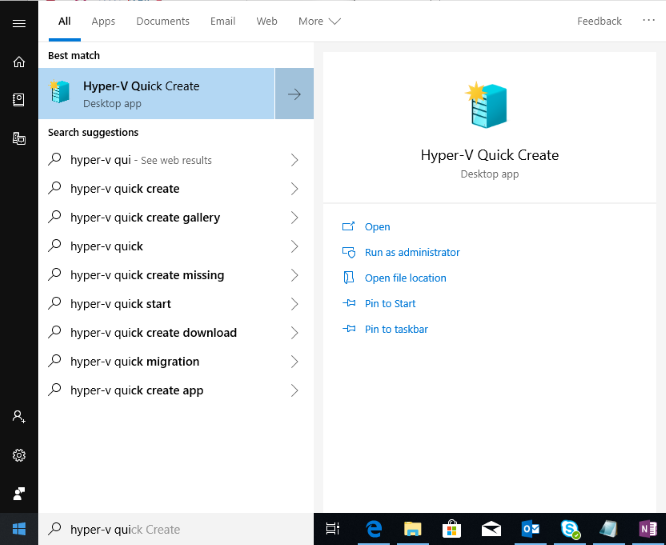 All Apps Documents Email Web More Feedback ...
Best match
Hyper-V Quick Create
Desktop app
Search suggestions
hyper-v qui - See web results
hyper-v quick create
hyper-v quick create gallery
hyper-v quick
hyper-v quick create missing
hyper-v quick start
hyper-v quick create download
hyper-v quick migration
hyper-v quick create app
Hyper-V Quick Create
Desktop app
Open
Run as administrator
Open file location
Pin to Start
Pin to taskbar
hyper-v quick Create